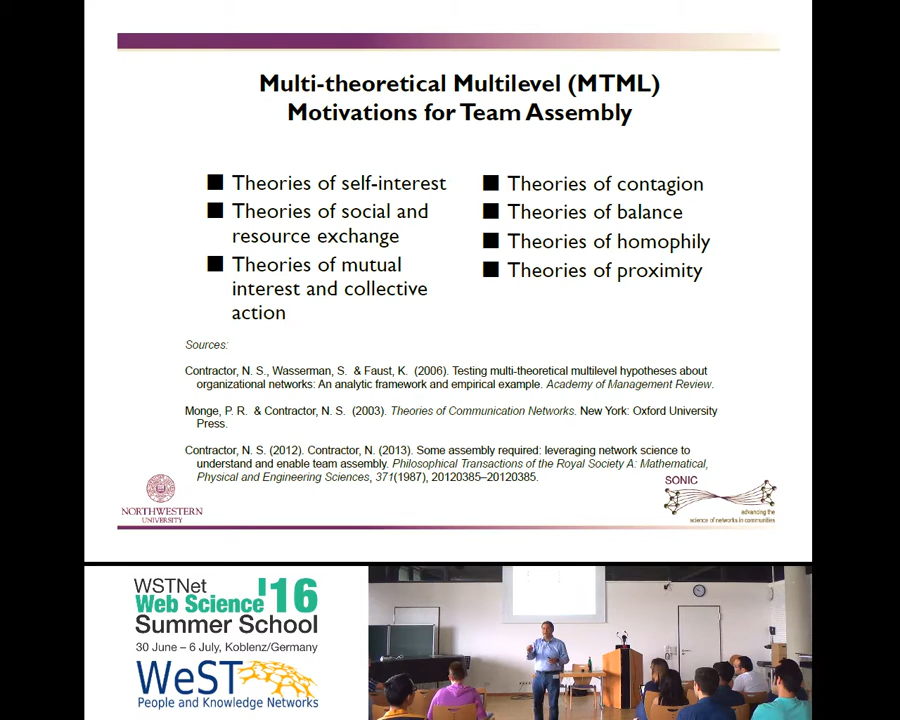 Multi-theoretical Multilevel (MTML)
Motivations for Team Assembly
Theories of self-interest
Theories of social and
resource exchange
Theories of mutual
interest and collective
action
Theories of contagion
Theories of balance
Theories of homophily
Theories of proximity
Sources:
Contractor, N. S., Wasserman, S. & Faust, K. (2006). Testing multi-theoretical multilevel hypotheses about
organizational networks: An analytic framework and empirical example. Academy of Management Review.
Monge, P. R. & Contractor, N. S. (2003). Theories of Communication Networks. New York: Oxford University
Press.
Contractor, N. S. (2012). Contractor, N. (2013). Some assembly required: leveraging network science to
understand and enable team assembly. Philosophical Transactions of the Royal Society A: Mathematical,
Physical and Engineering Sciences, 371(1987), 20120385–20120385.
NORTHWESTERN
UNIVERSITY
SONIC
advancing the
science of networks in communities
WSTNet
Web Science '16
Summer School
30 June – 6 July, Koblenz/Germany
WeST
People and Knowledge Networks